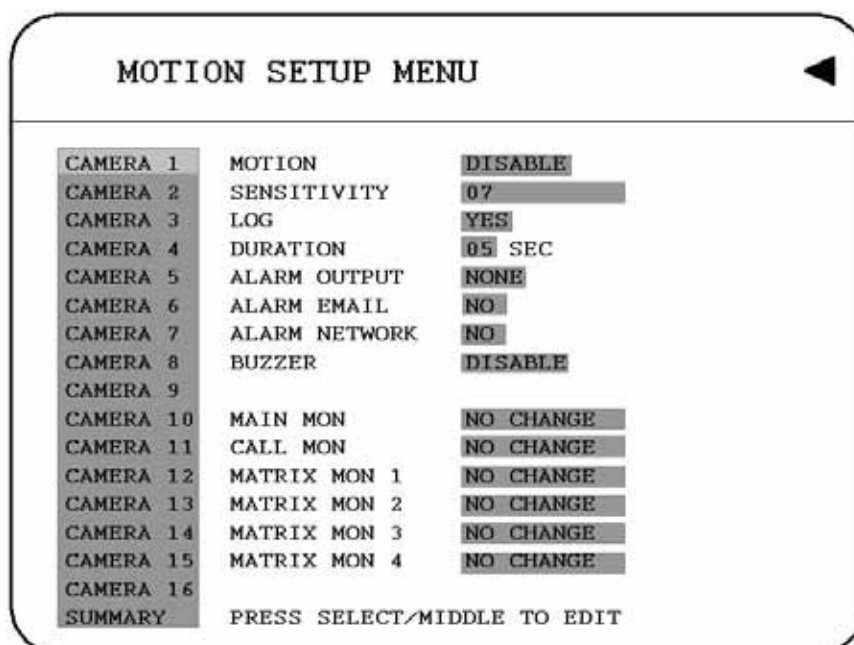 MOTION SETUP MENU
CAMERA 1 MOTION DISABLE
CAMERA 2 SENSITIVITY 07
CAMERA 3 LOG YES
CAMERA 4 DURATION 05 SEC
CAMERA 5 ALARM OUTPUT NONE
CAMERA 6 ALARM EMAIL NO
CAMERA 7 ALARM NETWORK NO
CAMERA 8 BUZZER DISABLE
CAMERA 9
CAMERA 10 MAIN MON NO CHANGE
CAMERA 11 CALL MON NO CHANGE
CAMERA 12 MATRIX MON 1 NO CHANGE
CAMERA 13 MATRIX MON 2 NO CHANGE
CAMERA 14 MATRIX MON 3 NO CHANGE
CAMERA 15 MATRIX MON 4 NO CHANGE
CAMERA 16
SUMMARY PRESS SELECT/MIDDLE TO EDIT